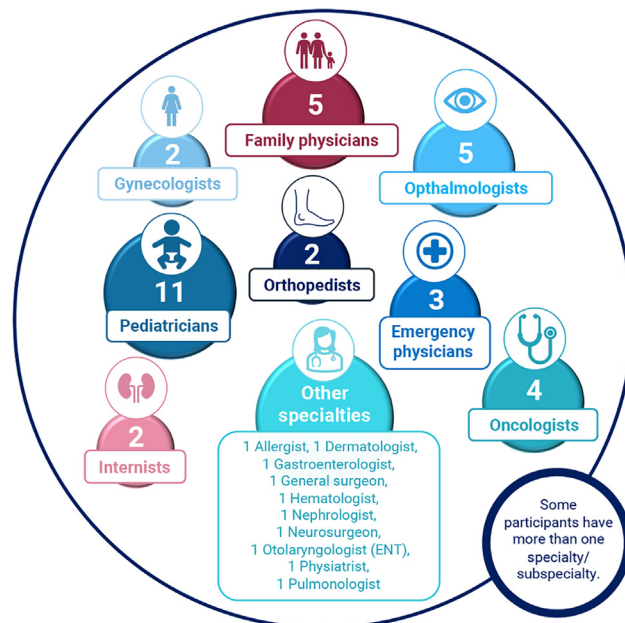 5
Family physicians
2
Gynecologists
5
Opthalmologists
2
Orthopedists
11
Pediatricians
3
Emergency
physicians
Other
specialties
4
Oncologists
2
Internists
1 Allergist, 1 Dermatologist,
1 Gastroenterologist,
1 General surgeon,
1 Hematologist,
1 Nephrologist,
1 Neurosurgeon,
1 Otolaryngologist (ENT),
1 Physiatrist,
1 Pulmonologist
Some
participants have
more than one
specialty/
subspecialty.